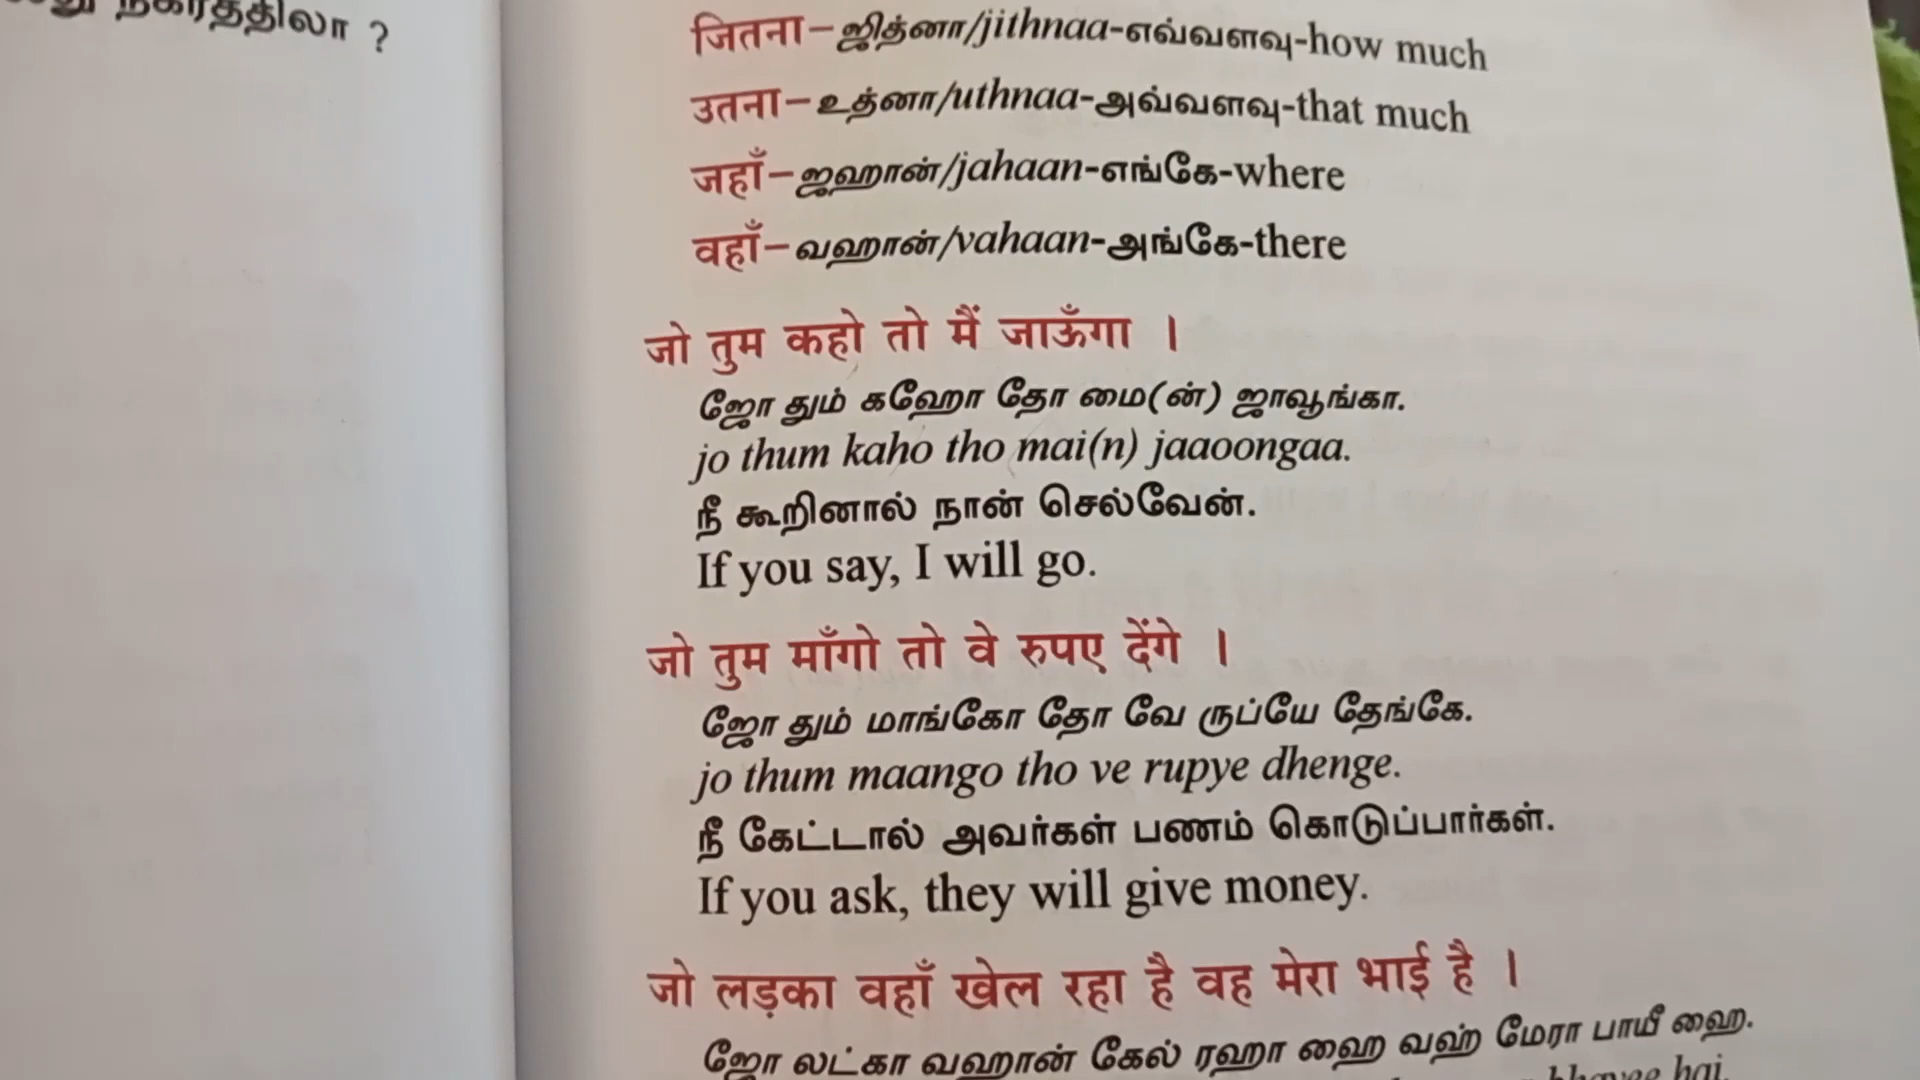 நகரத்திலா ?
जितना – ஜித்னா/jithnaa-எவ்வளவு-how much
उतना – உத்னா/uthnaa-அவ்வளவு-that much
जहाँ – ஜஹான்/jahaan-எங்கே-where
वहाँ – வஹான்/vahaan-அங்கே-there
जो तुम कहो तो मैं जाऊँगा ।
ஜோ தும் கஹோ தோ மை(ன்) ஜாவூங்கா.
jo thum kaho tho mai(n) jaaoongaa.
நீ கூறினால் நான் செல்வேன்.
If you say, I will go.
जो तुम माँगो तो वे रुपए देंगे ।
ஜோ தும் மாங்கோ தோ வே ருப்யே தேங்கே.
jo thum maango tho ve rupye dhenge.
நீ கேட்டால் அவர்கள் பணம் கொடுப்பார்கள்.
If you ask, they will give money.
जो लड़का वहाँ खेल रहा है वह मेरा भाई है ।
ஜோ லட்கா வஹான் கேல் ரஹா ஹை வஹ் மேரா பாயீ ஹை.
hai.